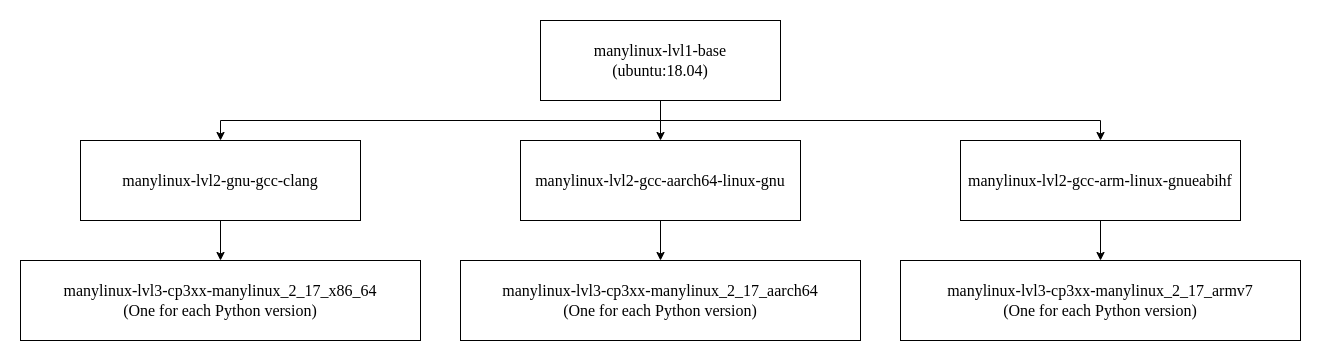 manylinux-lvl1-base
(ubuntu:18.04)
manylinux-lvl2-gnu-gcc-clang
manylinux-lvl2-gcc-aarch64-linux-gnu
manylinux-lvl2-gcc-arm-linux-gnueabihf
manylinux-lvl3-cp3xx-manylinux_2_17_x86_64
(One for each Python version)
manylinux-lvl3-cp3xx-manylinux_2_17_aarch64
(One for each Python version)
manylinux-lvl3-cp3xx-manylinux_2_17_armv7
(One for each Python version)